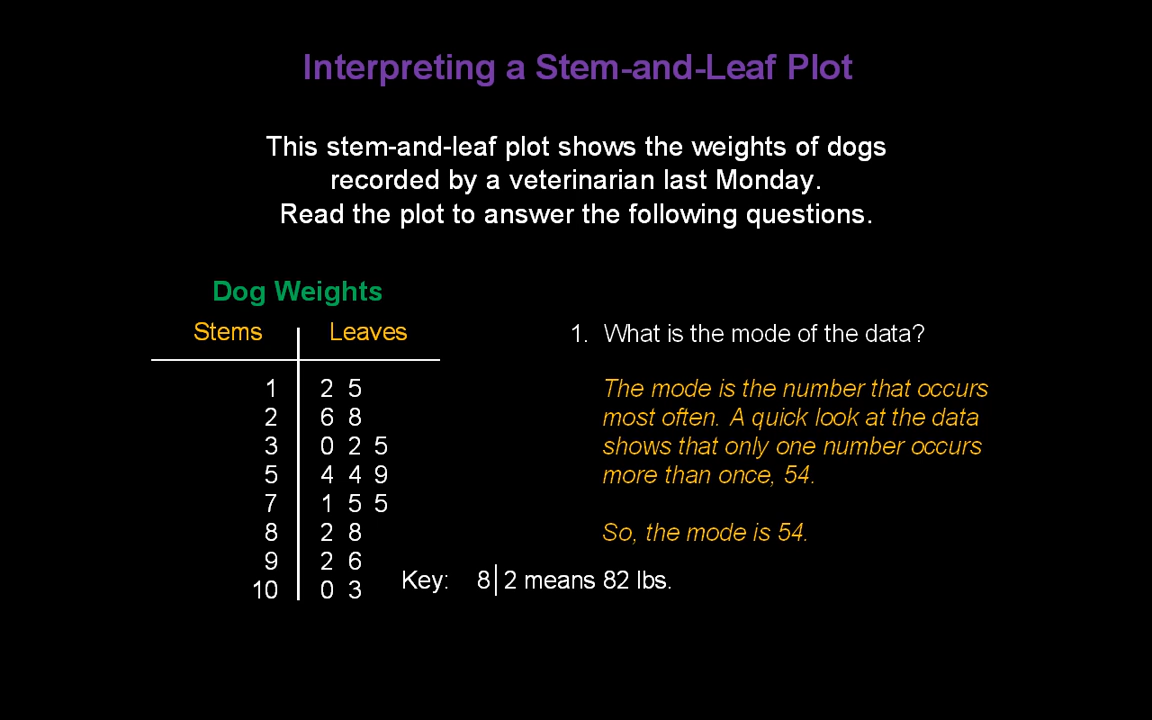 Interpreting a Stem-and-Leaf Plot
This stem-and-leaf plot shows the weights of dogs
recorded by a veterinarian last Monday.
Read the plot to answer the following questions.
Dog Weights
Stems Leaves
1 2 5
2 6 8
3 0 2 5
5 4 4 9
7 1 5 5
8 2 8
9 2 6
10 0 3
Key: 8|2 means 82 lbs.
1. What is the mode of the data?
The mode is the number that occurs
most often. A quick look at the data
shows that only one number occurs
more than once, 54.
So, the mode is 54.